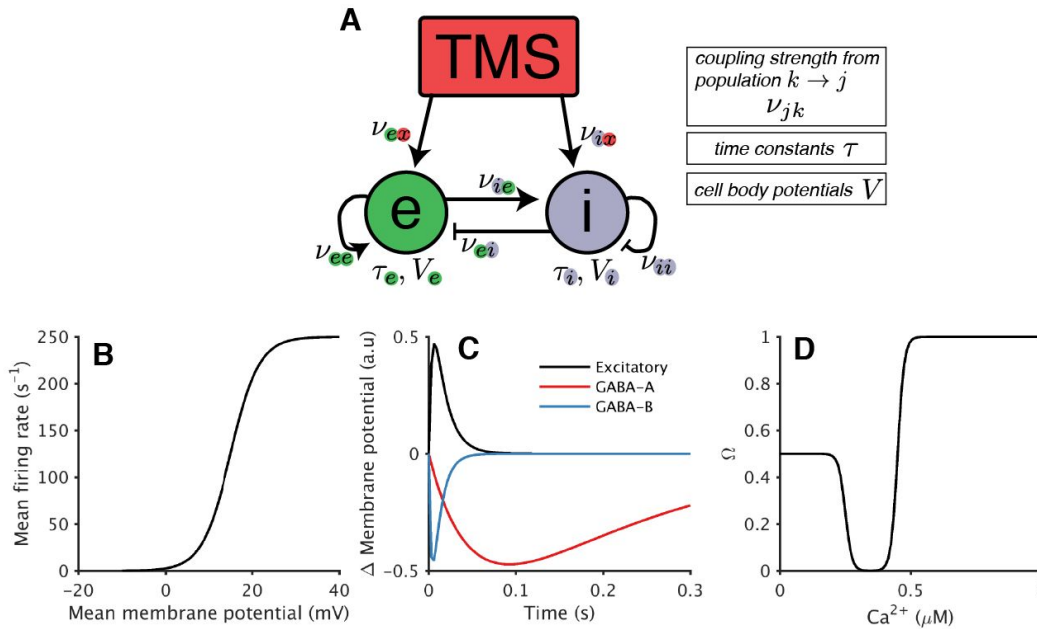 A
TMS
coupling strength from
population k → j
ν_jk
time constants τ
cell body potentials V
ν_ex
ν_ix
e
ν_ie
i
ν_ei
ν_ee
ν_ii
τ_e, V_e
τ_i, V_i
B
Mean firing rate (s⁻¹)
250
200
150
100
50
0
-20
0
20
40
Mean membrane potential (mV)
C
Δ Membrane potential (a.u)
0.5
0
-0.5
Excitatory
GABA-A
GABA-B
0
0.1
0.2
0.3
Time (s)
D
Ω
1
0.8
0.6
0.4
0.2
0
0
0.5
Ca²⁺ (μM)